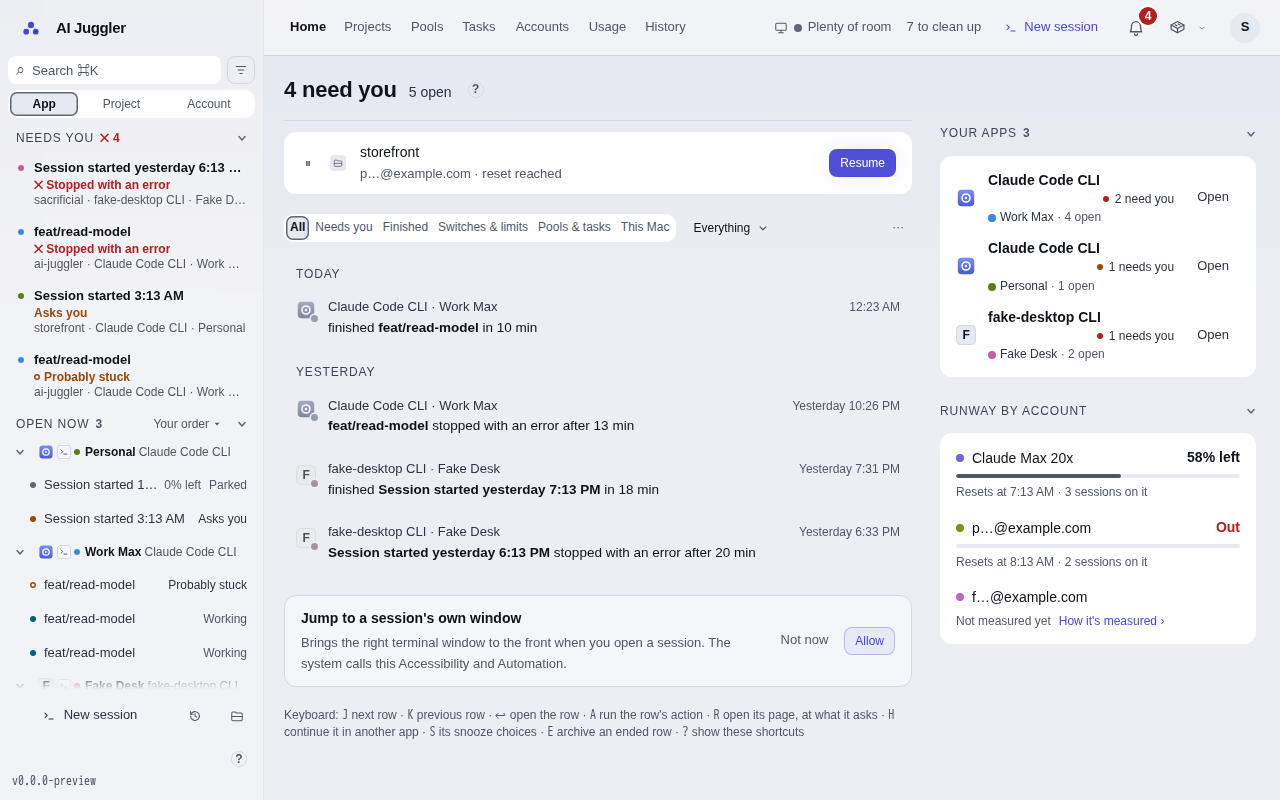 AI Juggler
Search ⌘K
App Project Account
NEEDS YOU 4
Session started yesterday 6:13 …
Stopped with an error
sacrificial · fake-desktop CLI · Fake D…
feat/read-model
Stopped with an error
ai-juggler · Claude Code CLI · Work …
Session started 3:13 AM
Asks you
storefront · Claude Code CLI · Personal
feat/read-model
Probably stuck
ai-juggler · Claude Code CLI · Work …
OPEN NOW 3 Your order
Personal Claude Code CLI
Session started 1… 0% left Parked
Session started 3:13 AM Asks you
Work Max Claude Code CLI
feat/read-model Probably stuck
feat/read-model Working
feat/read-model Working
F Fake Desk fake-desktop CLI
New session
?
v0.0.0-preview
Home Projects Pools Tasks Accounts Usage History
Plenty of room 7 to clean up New session 4 S
4 need you 5 open ?
storefront
p…@example.com · reset reached
Resume
All Needs you Finished Switches & limits Pools & tasks This Mac Everything ···
TODAY
Claude Code CLI · Work Max 12:23 AM
finished feat/read-model in 10 min
YESTERDAY
Claude Code CLI · Work Max Yesterday 10:26 PM
feat/read-model stopped with an error after 13 min
F fake-desktop CLI · Fake Desk Yesterday 7:31 PM
finished Session started yesterday 7:13 PM in 18 min
F fake-desktop CLI · Fake Desk Yesterday 6:33 PM
Session started yesterday 6:13 PM stopped with an error after 20 min
Jump to a session's own window
Brings the right terminal window to the front when you open a session. The
system calls this Accessibility and Automation.
Not now Allow
Keyboard: J next row · K previous row · ↩ open the row · A run the row's action · R open its page, at what it asks · H
continue it in another app · S its snooze choices · E archive an ended row · ? show these shortcuts
YOUR APPS 3
Claude Code CLI
2 need you Open
Work Max · 4 open
Claude Code CLI
1 needs you Open
Personal · 1 open
fake-desktop CLI
F 1 needs you Open
Fake Desk · 2 open
RUNWAY BY ACCOUNT
Claude Max 20x 58% left
Resets at 7:13 AM · 3 sessions on it
p…@example.com Out
Resets at 8:13 AM · 2 sessions on it
f…@example.com
Not measured yet How it's measured ›